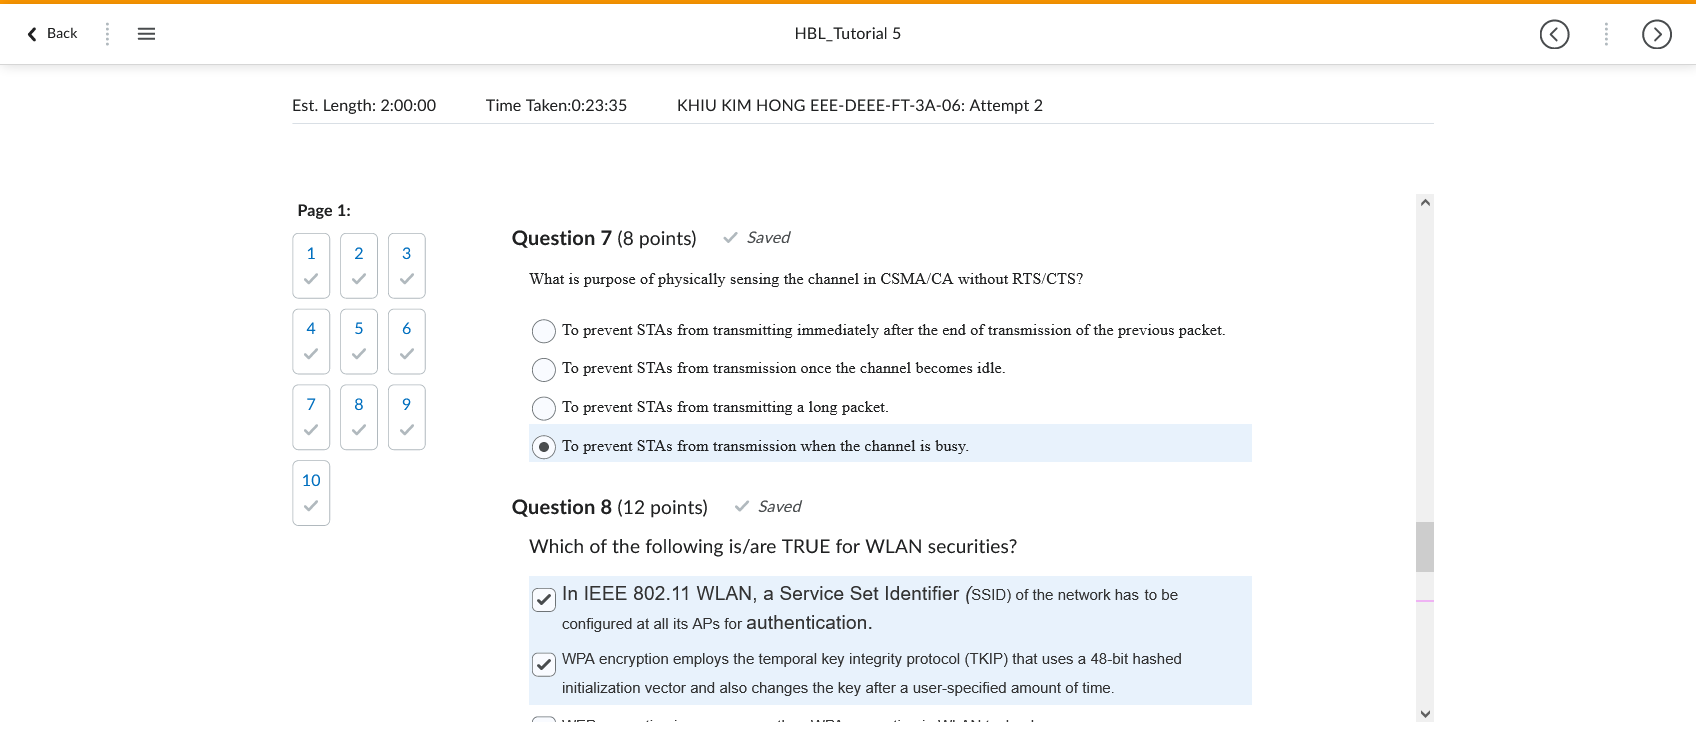 Back
HBL_Tutorial 5
Est. Length: 2:00:00 Time Taken:0:23:35 KHIU KIM HONG EEE-DEEE-FT-3A-06: Attempt 2
Page 1:
1 2 3
4 5 6
7 8 9
10
Question 7 (8 points) Saved
What is purpose of physically sensing the channel in CSMA/CA without RTS/CTS?
To prevent STAs from transmitting immediately after the end of transmission of the previous packet.
To prevent STAs from transmission once the channel becomes idle.
To prevent STAs from transmitting a long packet.
To prevent STAs from transmission when the channel is busy.
Question 8 (12 points) Saved
Which of the following is/are TRUE for WLAN securities?
In IEEE 802.11 WLAN, a Service Set Identifier (SSID) of the network has to be
configured at all its APs for authentication.
WPA encryption employs the temporal key integrity protocol (TKIP) that uses a 48-bit hashed
initialization vector and also changes the key after a user-specified amount of time.